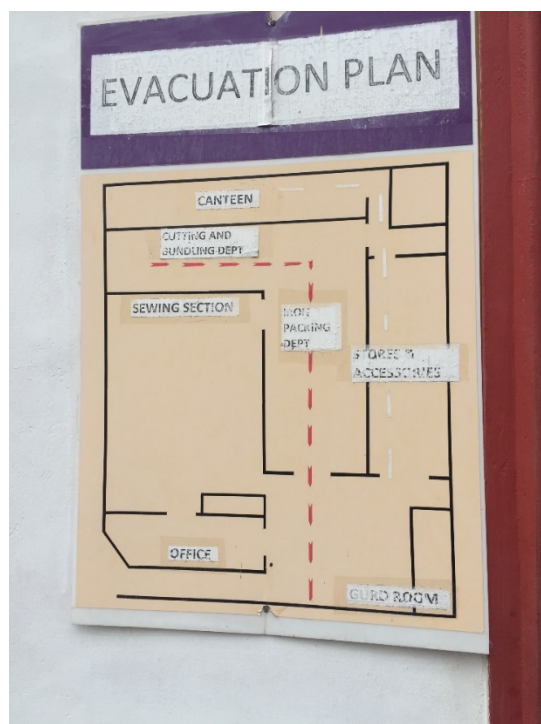 EVACUATION PLAN
CANTEEN
CUTTING AND
BUNDLING DEPT
SEWING SECTION
IRON
PACKING
DEPT
STORES &
ACCESSORIES
OFFICE
GURD ROOM